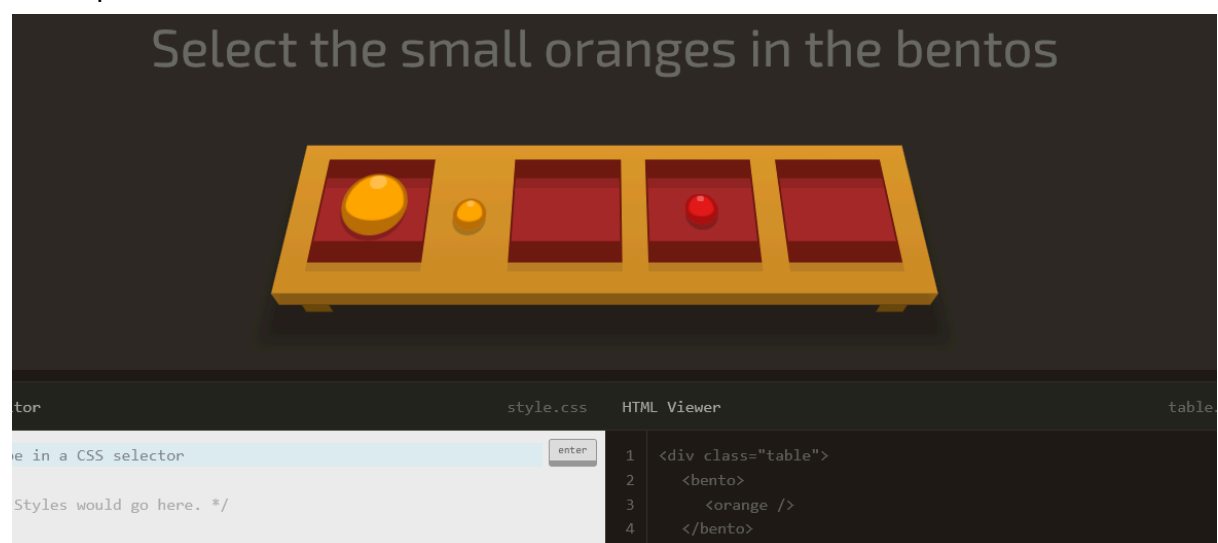 Select the small oranges in the bentos
tor style.css
HTML Viewer table.
e in a CSS selector enter
Styles would go here. */
1 <div class="table">
2 <bento>
3 <orange />
4 </bento>